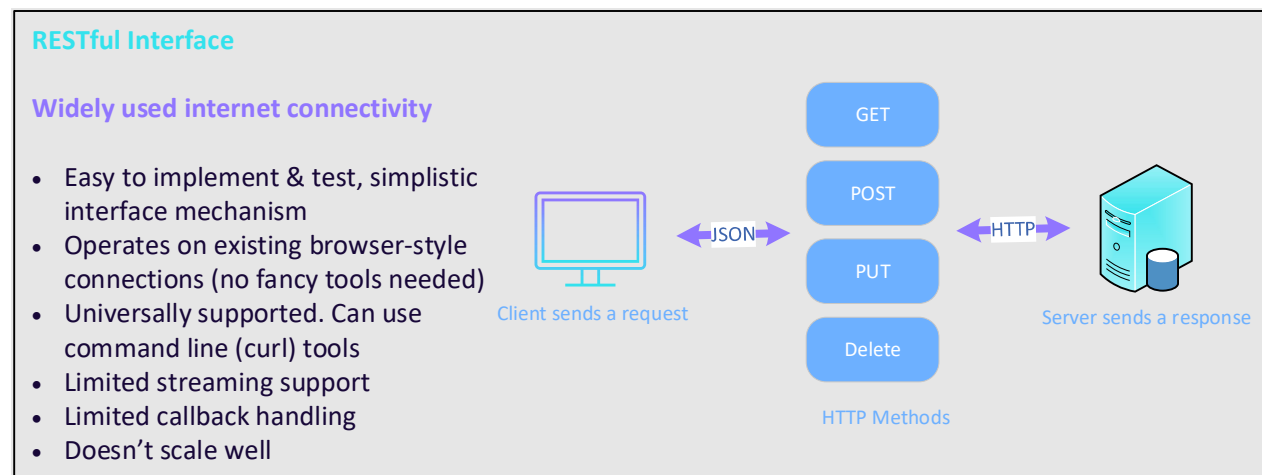 RESTful Interface
Widely used internet connectivity
• Easy to implement & test, simplistic
interface mechanism
• Operates on existing browser-style
connections (no fancy tools needed)
• Universally supported. Can use
command line (curl) tools
• Limited streaming support
• Limited callback handling
• Doesn’t scale well
Client sends a request
JSON
GET
POST
PUT
Delete
HTTP Methods
HTTP
Server sends a response